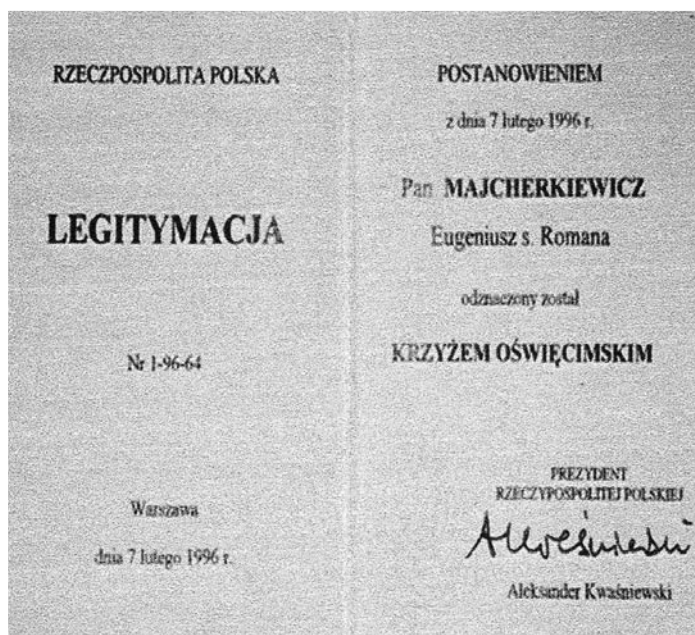 RZECZPOSPOLITA POLSKA
LEGITYMACJA
Nr 1-96-64
Warszawa
dnia 7 lutego 1996 r.
POSTANOWIENIEM
z dnia 7 lutego 1996 r.
Pan MAJCHERKIEWICZ
Eugeniusz s. Romana
odznaczony został
KRZYŻEM OŚWIĘCIMSKIM
PREZYDENT
RZECZYPOSPOLITEJ POLSKIEJ
AKwaśniewski
Aleksander Kwaśniewski